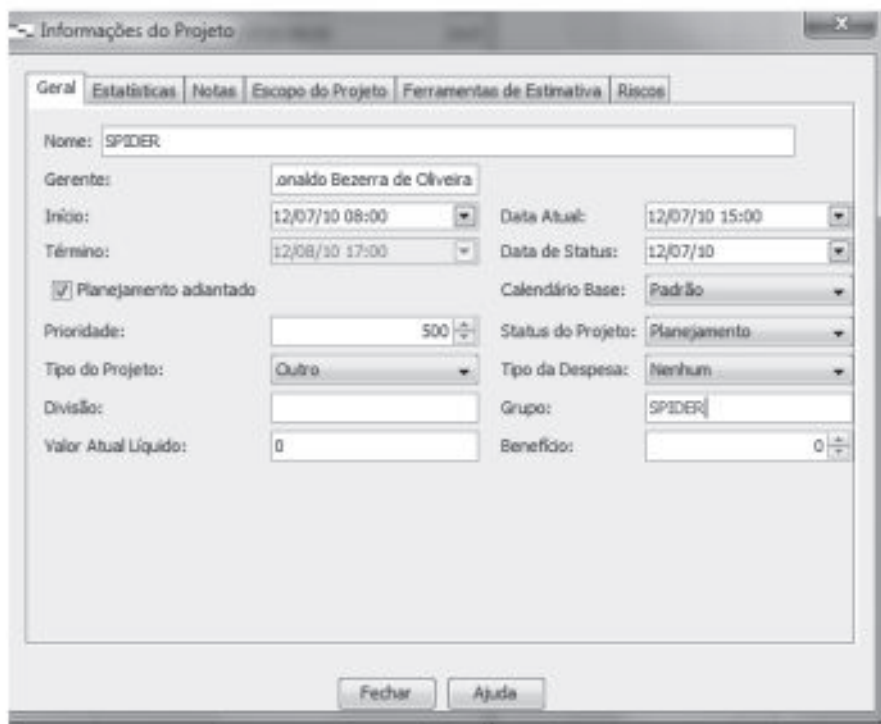 Informações do Projeto
Geral Estatísticas Notas Escopo do Projeto Ferramentas de Estimativa Riscos
Nome: SPIDER
Gerente: onaldo Bezerra de Oliveira
Início: 12/07/10 08:00 Data Atual: 12/07/10 15:00
Término: 12/08/10 17:00 Data de Status: 12/07/10
Planejamento adiantado Calendário Base: Padrão
Prioridade: 500 Status do Projeto: Planejamento
Tipo do Projeto: Outro Tipo da Despesa: Nenhum
Divisão: Grupo: SPIDER
Valor Atual Líquido: 0 Benefício: 0
Fechar Ajuda